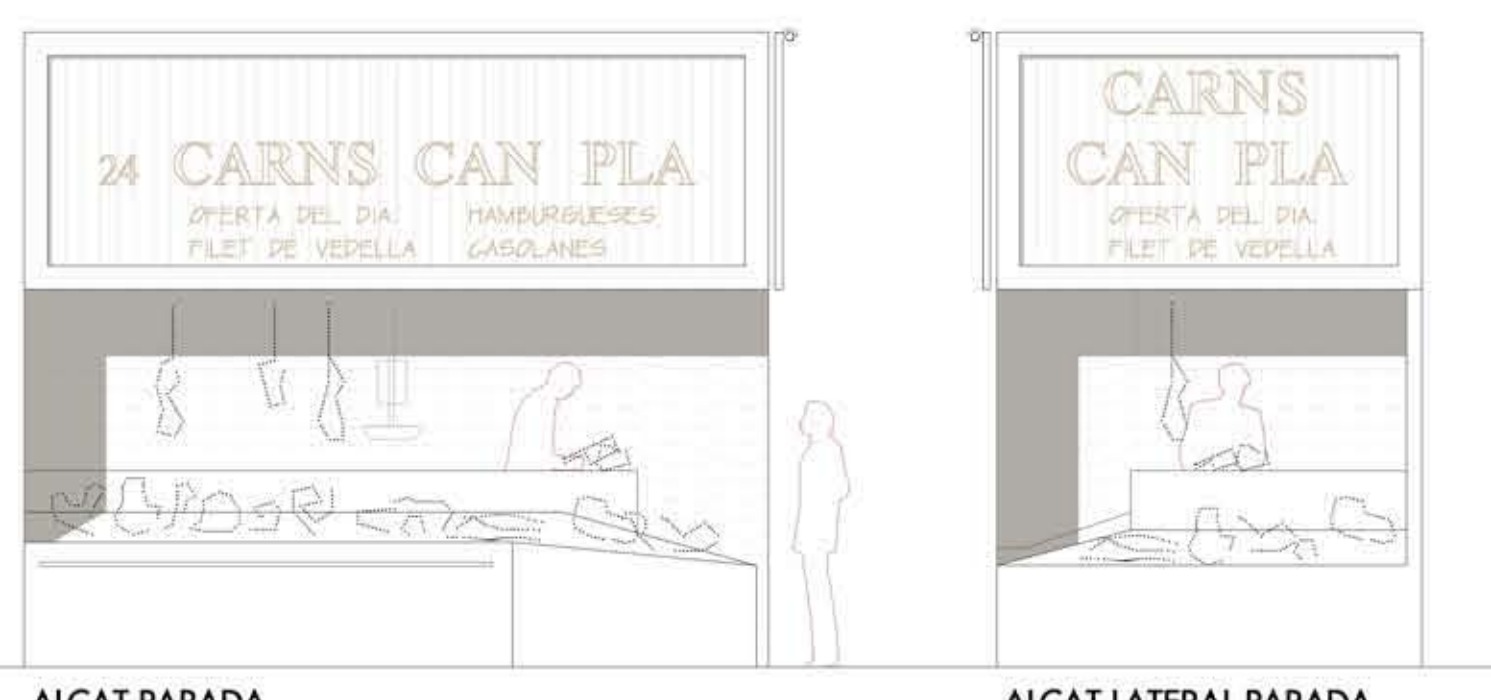 24 CARNS CAN PLA
OFERTA DEL DIA:
FILET DE VEDELLA
HAMBURGUESES
CASOLANES
CARNS
CAN PLA
OFERTA DEL DIA:
FILET DE VEDELLA
ALÇAT PARADA
ALÇAT LATERAL PARADA